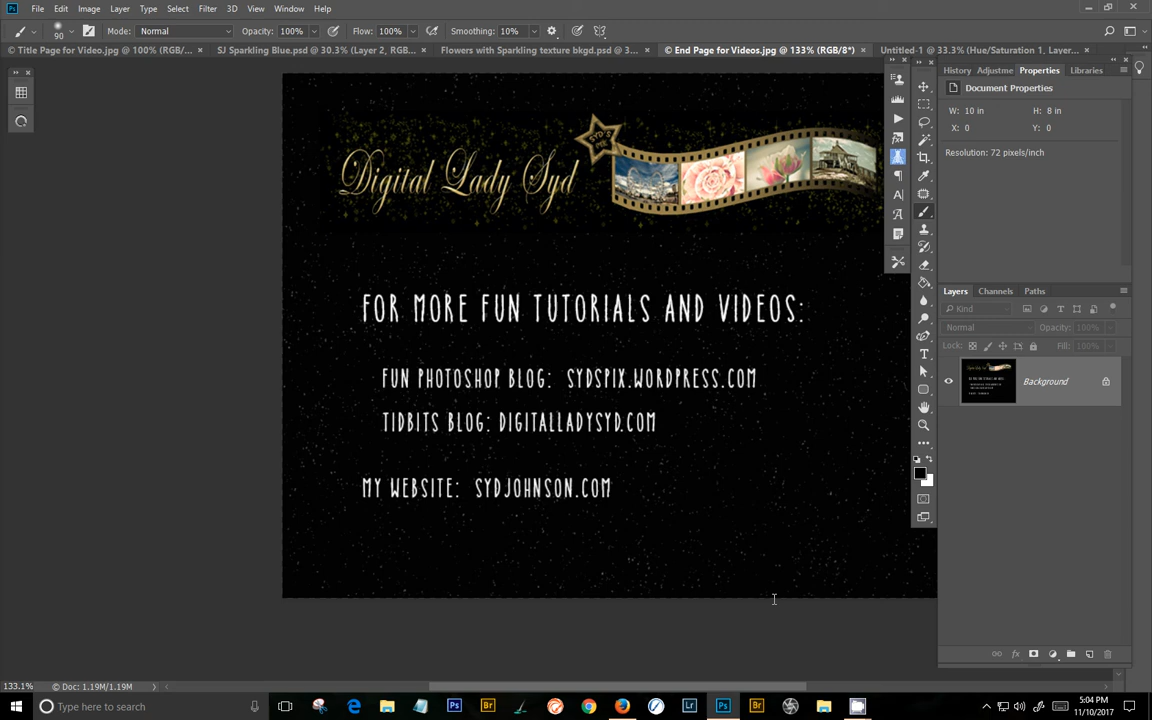 File Edit Image Layer Type Select Filter 3D View Window Help
90 Mode: Normal Opacity: 100% Flow: 100% Smoothing: 10%
© Title Page for Video.jpg @ 100% (RGB/... × SJ Sparkling Blue.psd @ 30.3% (Layer 2, RGB... × Flowers with Sparkling texture bkgd.psd @ 3... × © End Page for Videos.jpg @ 133% (RGB/8*) × Untitled-1 @ 33.3% (Hue/Saturation 1, Layer... ×
History Adjustme Properties Libraries
Document Properties
W: 10 in H: 8 in
X: 0 Y: 0
Resolution: 72 pixels/inch
Digital Lady Syd
SYD'S
FOR MORE FUN TUTORIALS AND VIDEOS:
FUN PHOTOSHOP BLOG: SYDSPIX.WORDPRESS.COM
TIDBITS BLOG: DIGITALLADYSYD.COM
MY WEBSITE: SYDJOHNSON.COM
Layers Channels Paths
Kind
Normal Opacity: 100%
Lock: Fill: 100%
Background
133.1% Doc: 1.19M/1.19M
Type here to search
5:04 PM
11/10/2017